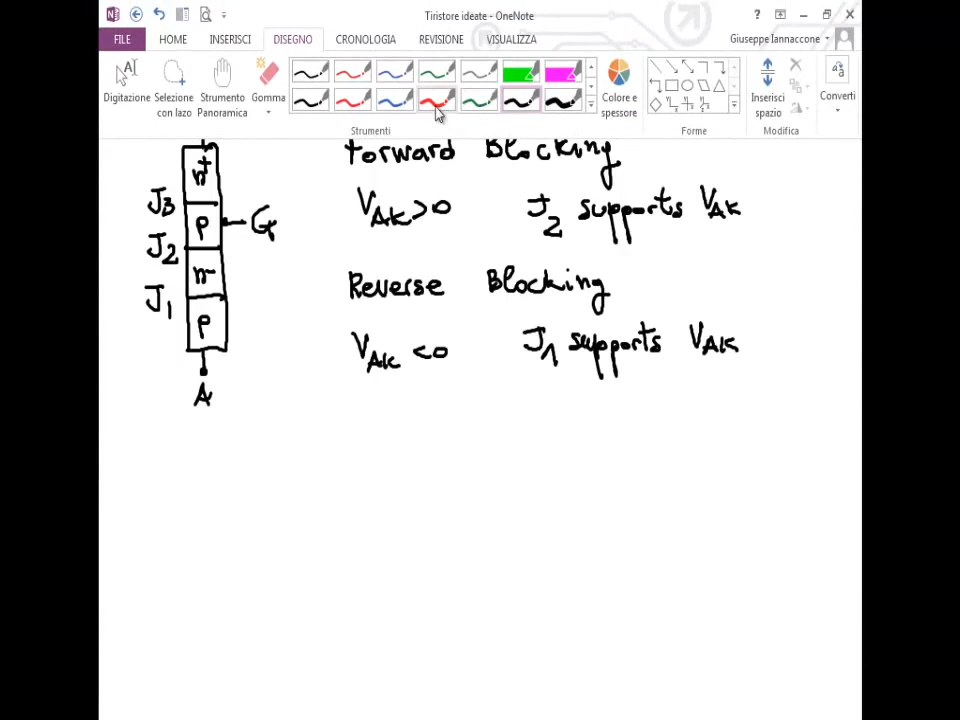 Tiristore ideate - OneNote
FILE HOME INSERISCI DISEGNO CRONOLOGIA REVISIONE VISUALIZZA Giuseppe Iannaccone
Digitazione Selezione con lazo Strumento Panoramica Gomma Colore e spessore Inserisci spazio Converti
Strumenti Forme Modifica
n+
Forward Blocking
J3
p G
VAK>0 J2 supports VAK
J2
n-
Reverse Blocking
J1
p
VAK<0 J1 supports VAK
A